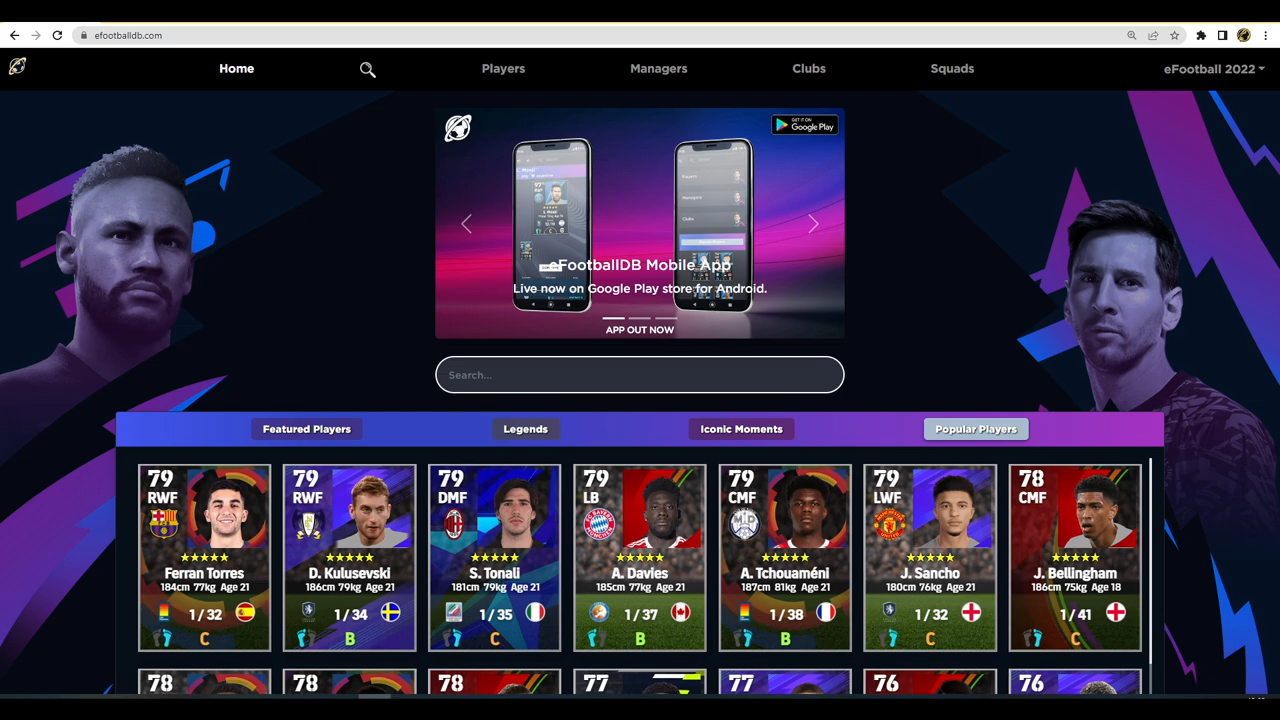 efootballdb.com
Home Players Managers Clubs Squads eFootball 2022
GET IT ON
Google Play
eFootballDB Mobile App
Live now on Google Play store for Android.
APP OUT NOW
Search...
Featured Players Legends Iconic Moments Popular Players
79 79 79 79 79 79 78
RWF RWF DMF LB CMF LWF CMF
Ferran Torres D. Kulusevski S. Tonali A. Davies A. Tchouaméni J. Sancho J. Bellingham
184cm 77kg Age 21 186cm 79kg Age 21 181cm 79kg Age 21 185cm 77kg Age 21 187cm 81kg Age 21 180cm 76kg Age 21 186cm 75kg Age 18
1 / 32 1 / 34 1 / 35 1 / 37 1 / 38 1 / 32 1 / 41
C B C B B C C
78 78 78 77 77 76 76